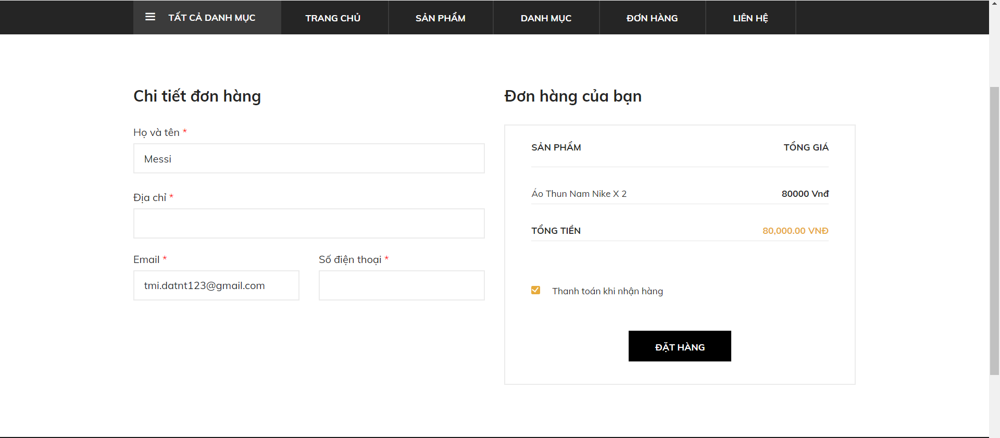 TẤT CẢ DANH MỤC TRANG CHỦ SẢN PHẨM DANH MỤC ĐƠN HÀNG LIÊN HỆ
Chi tiết đơn hàng
Họ và tên *
Messi
Địa chỉ *
Email * Số điện thoại *
tmi.datnt123@gmail.com
Đơn hàng của bạn
SẢN PHẨM TỔNG GIÁ
Áo Thun Nam Nike X 2 80000 Vnđ
TỔNG TIỀN 80,000.00 VNĐ
Thanh toán khi nhận hàng
ĐẶT HÀNG